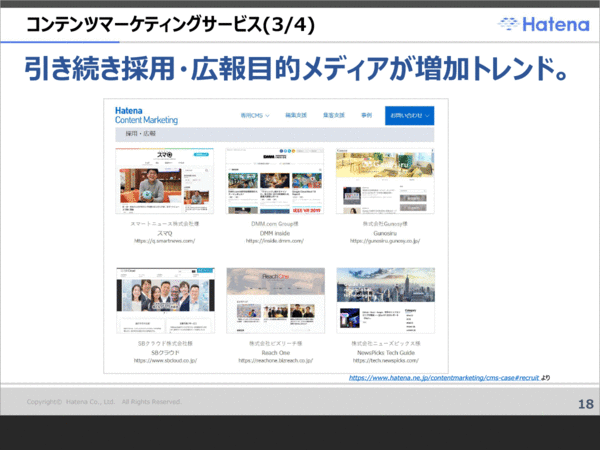 コンテンツマーケティングサービス(3/4)
Hatena
引き続き採用・広報目的メディアが増加トレンド。
Hatena
Content Marketing
専用CMS
編集支援
集客支援
事例
お問い合わせ
採用・広報
スマQ
スマートニュース株式会社様
スマQ
https://q.smartnews.com/
DMM.com Group様
DMM inside
https://inside.dmm.com/
株式会社Gunosy様
Gunosiru
https://gunosiru.gunosy.co.jp/
SBクラウド株式会社様
SBクラウド
https://www.sbcloud.co.jp/
ReachOne
株式会社ビズリーチ様
Reach One
https://reachone.bizreach.co.jp/
株式会社ニューズピックス様
NewsPicks Tech Guide
https://tech.newspicks.com/
https://www.hatena.ne.jp/contentmarketing/cms-case#recruit より
Copyright© Hatena Co., Ltd. All Rights Reserved.
18